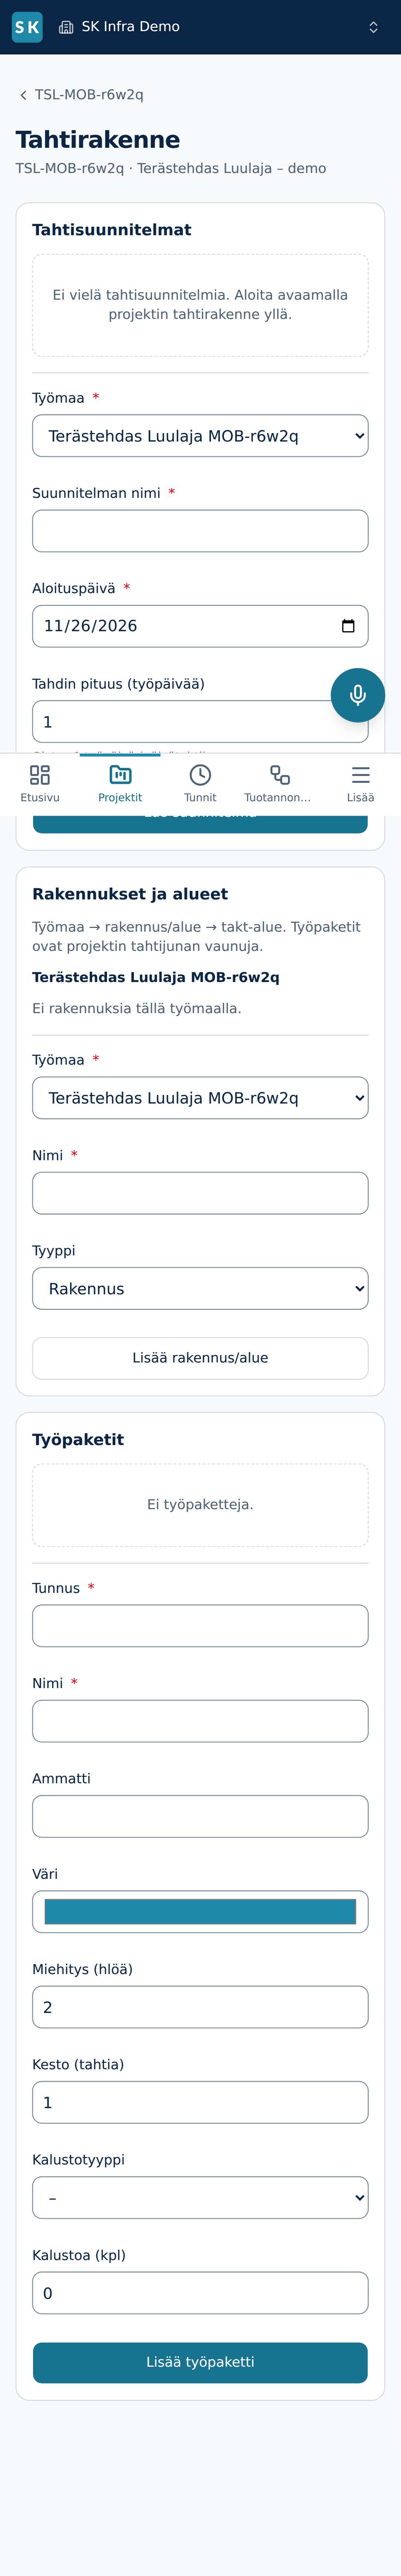 SK
SK Infra Demo
TSL-MOB-r6w2q
Tahtirakenne
TSL-MOB-r6w2q · Terästehdas Luulaja – demo
Tahtisuunnitelmat
Ei vielä tahtisuunnitelmia. Aloita avaamalla
projektin tahtirakenne yllä.
Työmaa *
Terästehdas Luulaja MOB-r6w2q
Suunnitelman nimi *
Aloituspäivä *
11/26/2026
Tahdin pituus (työpäivää)
1
Etusivu
Projektit
Tunnit
Tuotannon...
Lisää
Rakennukset ja alueet
Työmaa → rakennus/alue → takt-alue. Työpaketit
ovat projektin tahtijunan vaunuja.
Terästehdas Luulaja MOB-r6w2q
Ei rakennuksia tällä työmaalla.
Työmaa *
Terästehdas Luulaja MOB-r6w2q
Nimi *
Tyyppi
Rakennus
Lisää rakennus/alue
Työpaketit
Ei työpaketteja.
Tunnus *
Nimi *
Ammatti
Väri
Miehitys (hlöä)
2
Kesto (tahtia)
1
Kalustotyyppi
–
Kalustoa (kpl)
0
Lisää työpaketti